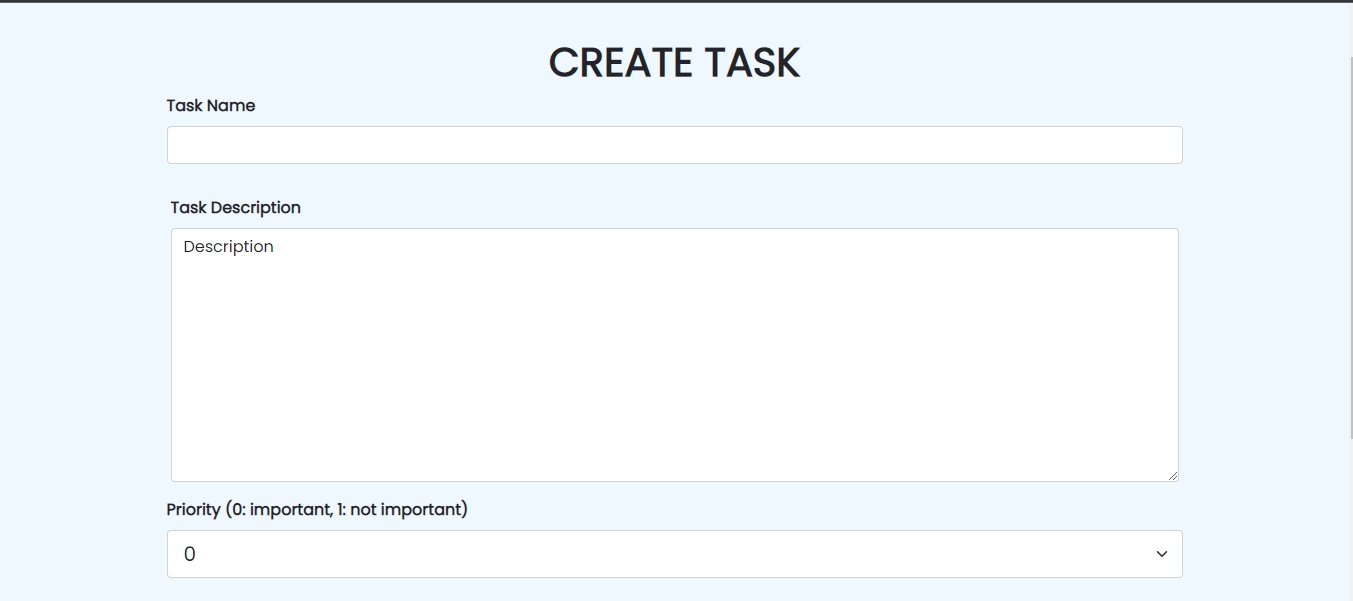 CREATE TASK
Task Name
Task Description
Description
Priority (0: important, 1: not important)
0